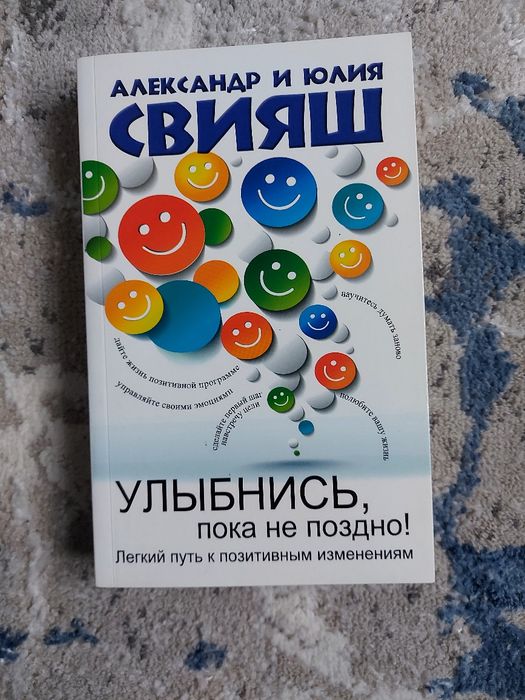 АЛЕКСАНДР И ЮЛИЯ
СВИЯШ
научитесь думать заново
дайте жизнь позитивной программе
управляйте своими эмоциями
сделайте первый шаг
навстречу цели
полюбите вашу жизнь
УЛЫБНИСЬ,
пока не поздно!
Легкий путь к позитивным изменениям